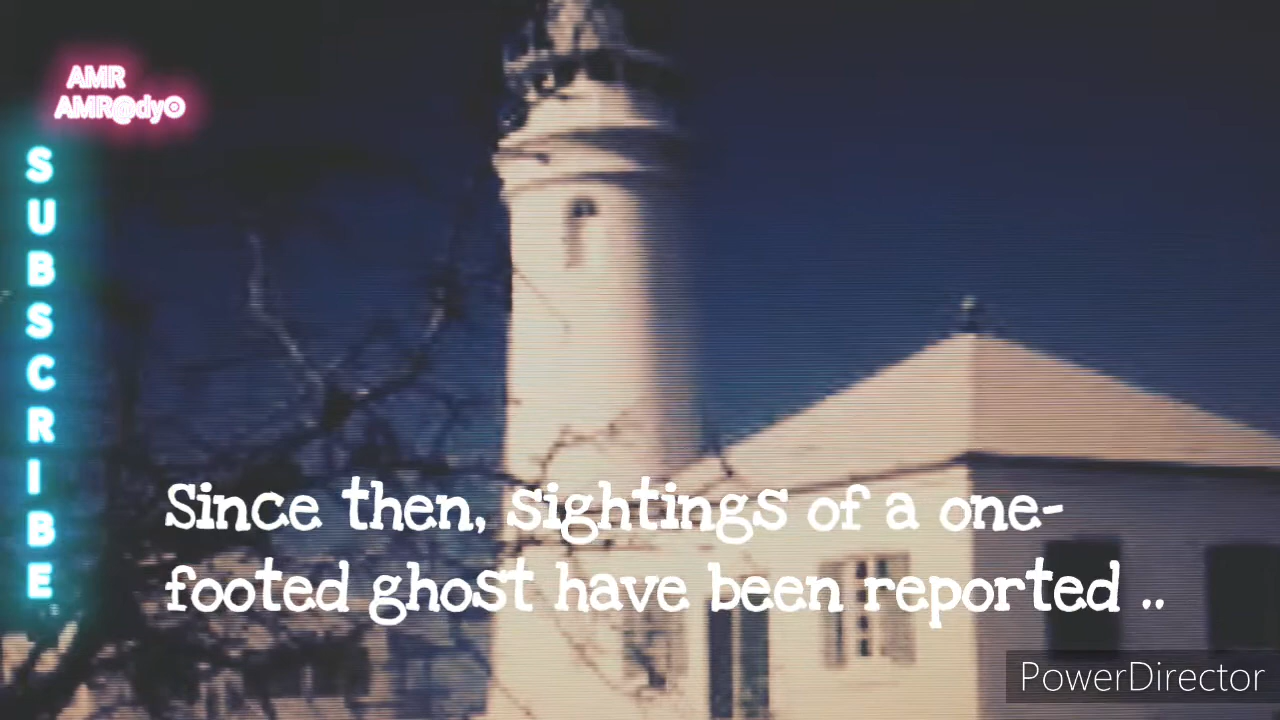 AMR
AMR@dy⊙
SUBSCRIBE
Since then, sightings of a one-
footed ghost have been reported ..
PowerDirector